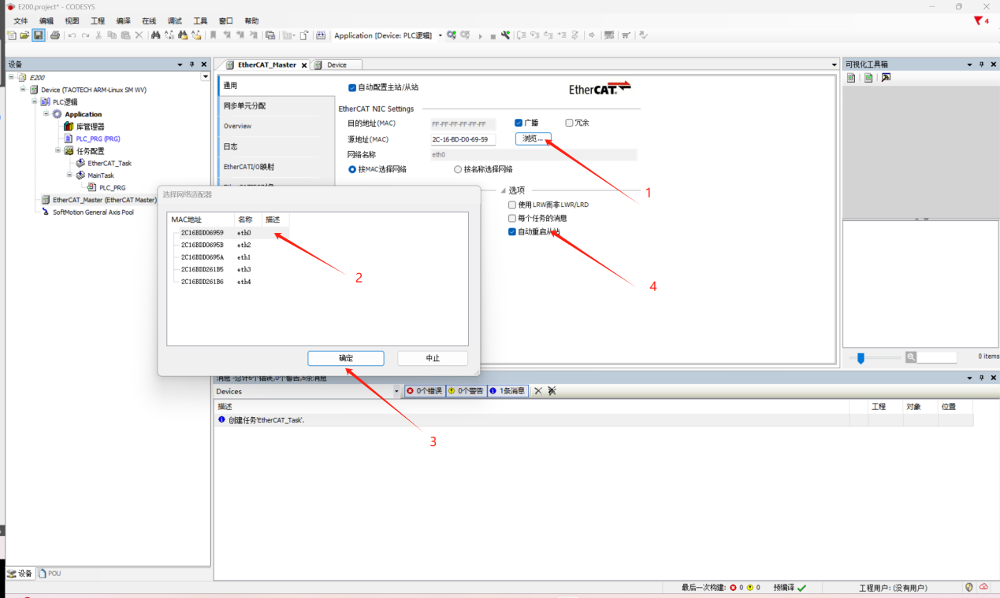 E200.project* - CODESYS
文件 编辑 视图 工程 编译 在线 调试 工具 窗口 帮助
4
Application [Device: PLC逻辑]
设备
EtherCAT_Master
Device
可视化工具箱
E200
Device (TAOTECH ARM-Linux SM WV)
PLC逻辑
Application
库管理器
PLC_PRG (PRG)
任务配置
EtherCAT_Task
MainTask
PLC_PRG
EtherCAT_Master (EtherCAT Master)
SoftMotion General Axis Pool
通用
同步单元分配
Overview
日志
EtherCATI/O映射
自动配置主站/从站
EtherCAT
EtherCAT NIC Settings
目的地址(MAC) FF-FF-FF-FF-FF-FF 广播 冗余
源地址(MAC) 2C-16-BD-D0-69-59 浏览...
网络名称 eth0
按MAC选择网络 按名称选择网络
选项
使用LRW而非LWR/LRD
每个任务的消息
自动重启从站
1
2
3
4
选择网络适配器
MAC地址 名称 描述
2C16BDD06959 eth0
2C16BDD0695B eth2
2C16BDD0695A eth1
2C16BDD261B5 eth3
2C16BDD261B6 eth4
确定 中止
0 items
消息 -总计6个错误,0个警告,6条消息
Devices 0个错误 0个警告 1条消息
描述 工程 对象 位置
创建任务'EtherCAT_Task'.
设备 POU
最后一次构建: 0 0 预编译 工程用户: (没有用户)